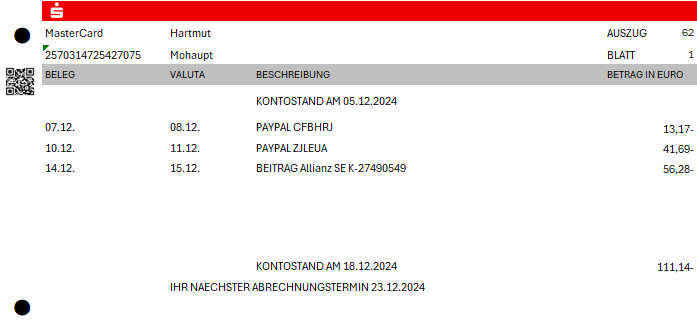 MasterCard Hartmut AUSZUG 62
2570314725427075 Mohaupt BLATT 1
BELEG VALUTA BESCHREIBUNG BETRAG IN EURO
KONTOSTAND AM 05.12.2024
07.12. 08.12. PAYPAL CFBHRJ 13,17-
10.12. 11.12. PAYPAL ZJLEUA 41,69-
14.12. 15.12. BEITRAG Allianz SE K-27490549 56,28-
KONTOSTAND AM 18.12.2024 111,14-
IHR NAECHSTER ABRECHNUNGSTERMIN 23.12.2024